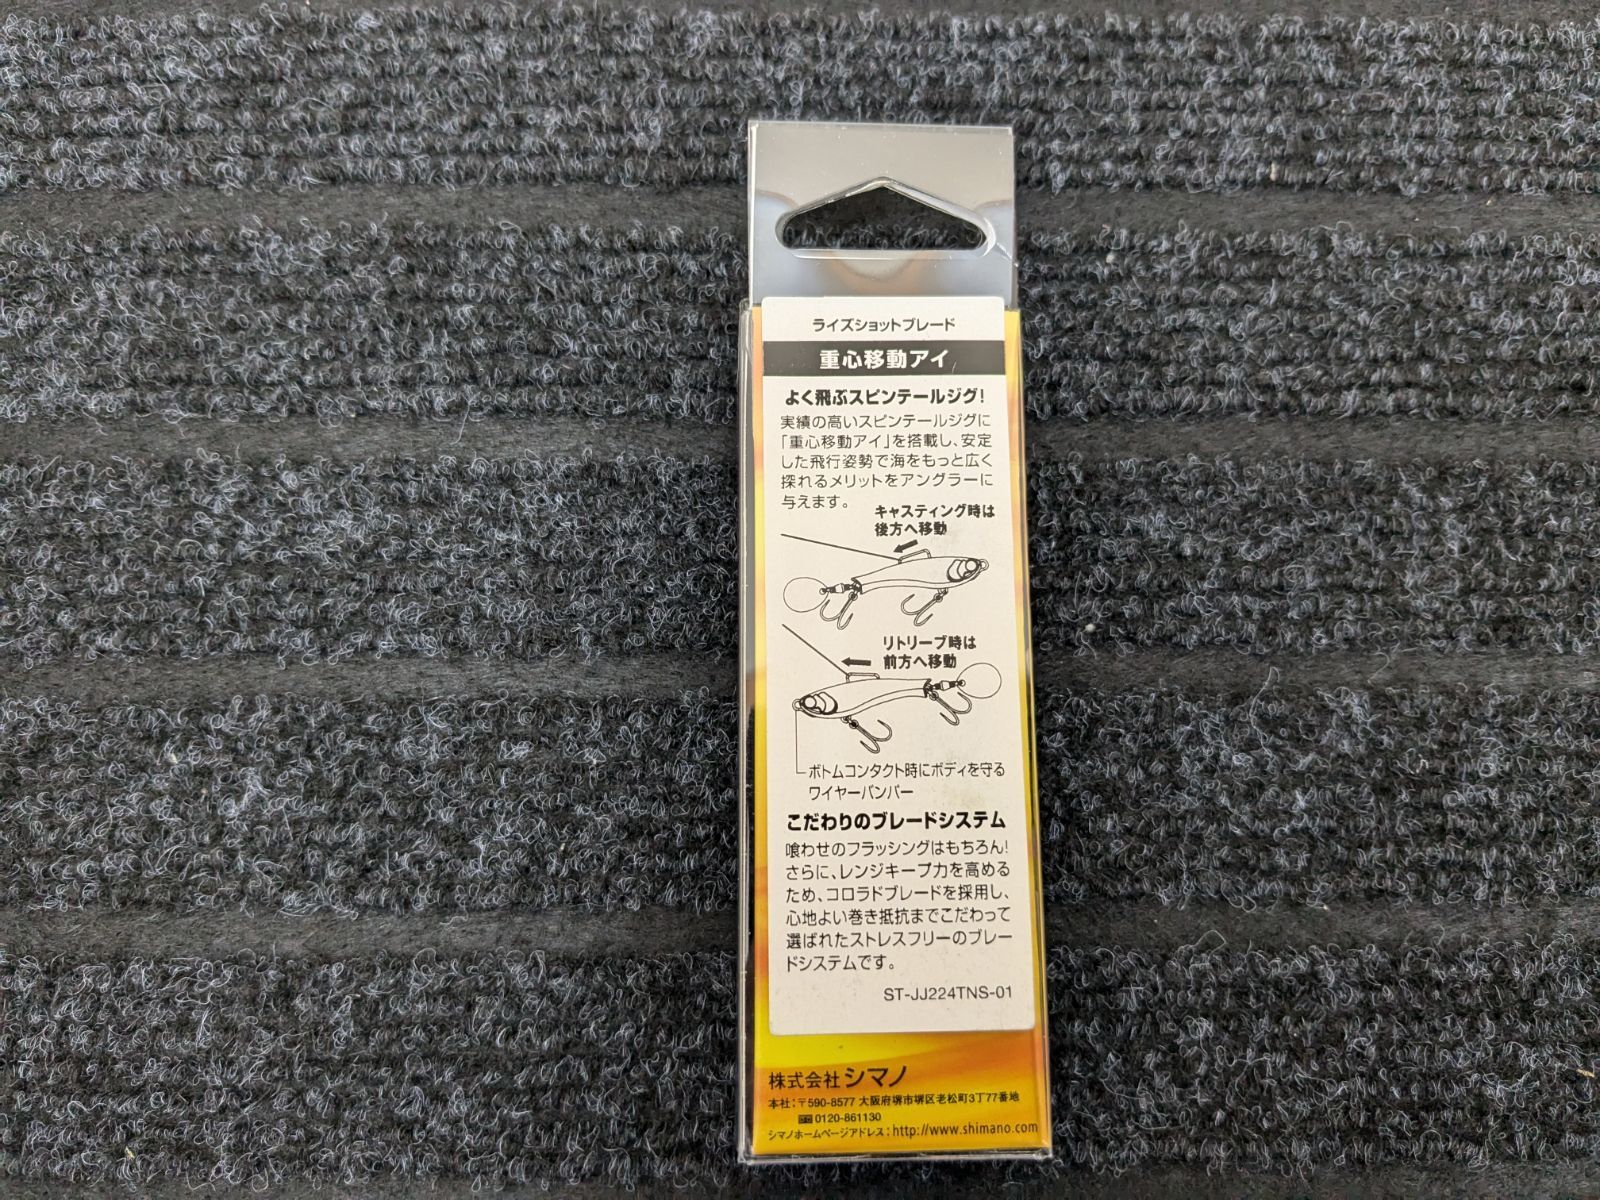 ライズショットブレード
重心移動アイ
よく飛ぶスピンテールジグ!
実績の高いスピンテールジグに
「重心移動アイ」を搭載し、安定
した飛行姿勢で海をもっと広く
探れるメリットをアングラーに
与えます。
キャスティング時は
後方へ移動
リトリーブ時は
前方へ移動
ボトムコンタクト時にボディを守る
ワイヤーバンパー
こだわりのブレードシステム
喰わせのフラッシングはもちろん!
さらに、レンジキープ力を高める
ため、コロラドブレードを採用し、
心地よい巻き抵抗までこだわって
選ばれたストレスフリーのブレー
ドシステムです。
ST-JJ224TNS-01
株式会社シマノ
本社:〒590-8577 大阪府堺市堺区老松町3丁77番地
0120-861130
シマノホームページアドレス:http://www.shimano.com